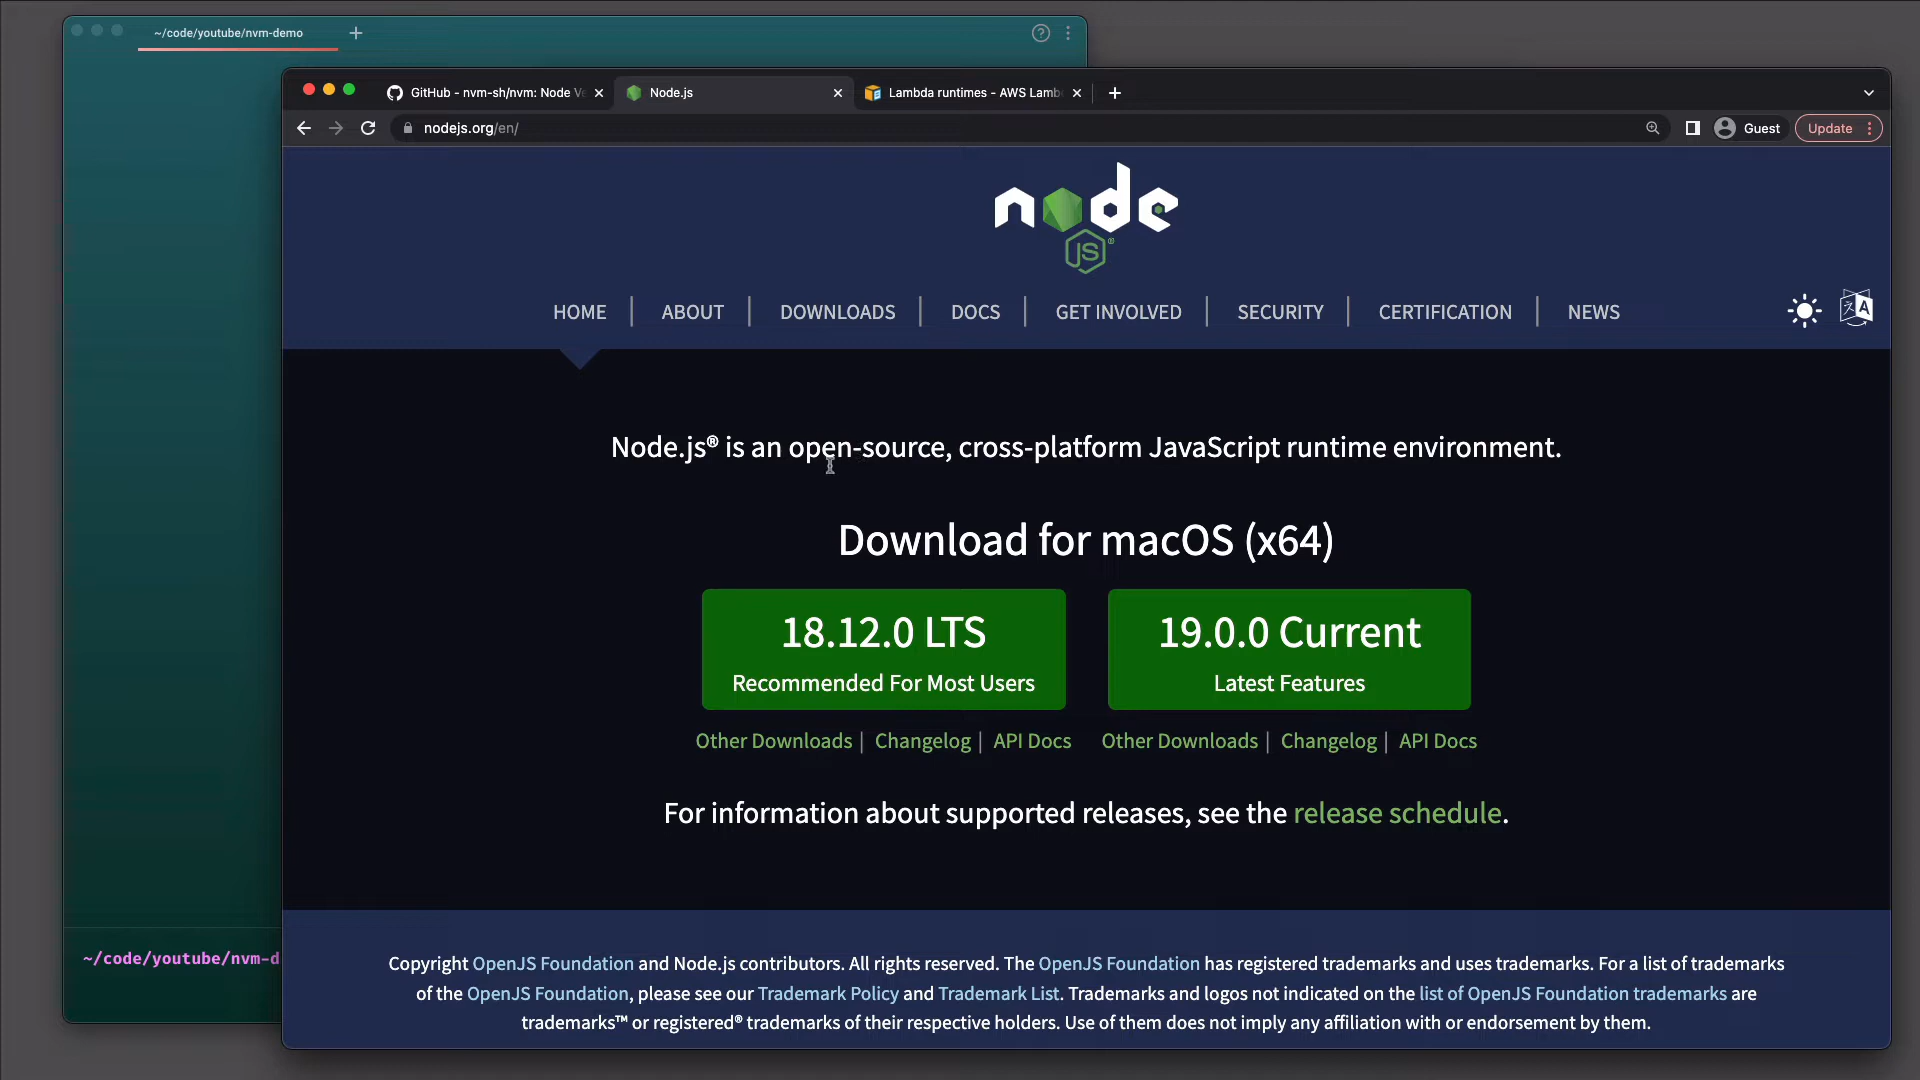 ~/code/youtube/nvm-demo
GitHub - nvm-sh/nvm: Node Ve
Node.js
Lambda runtimes - AWS Lamb
nodejs.org/en/
Guest
Update
node
JS
HOME
ABOUT
DOWNLOADS
DOCS
GET INVOLVED
SECURITY
CERTIFICATION
NEWS
Node.js® is an open-source, cross-platform JavaScript runtime environment.
Download for macOS (x64)
18.12.0 LTS
Recommended For Most Users
19.0.0 Current
Latest Features
Other Downloads | Changelog | API Docs
Other Downloads | Changelog | API Docs
For information about supported releases, see the release schedule.
~/code/youtube/nvm-d
Copyright OpenJS Foundation and Node.js contributors. All rights reserved. The OpenJS Foundation has registered trademarks and uses trademarks. For a list of trademarks
of the OpenJS Foundation, please see our Trademark Policy and Trademark List. Trademarks and logos not indicated on the list of OpenJS Foundation trademarks are
trademarks™ or registered® trademarks of their respective holders. Use of them does not imply any affiliation with or endorsement by them.